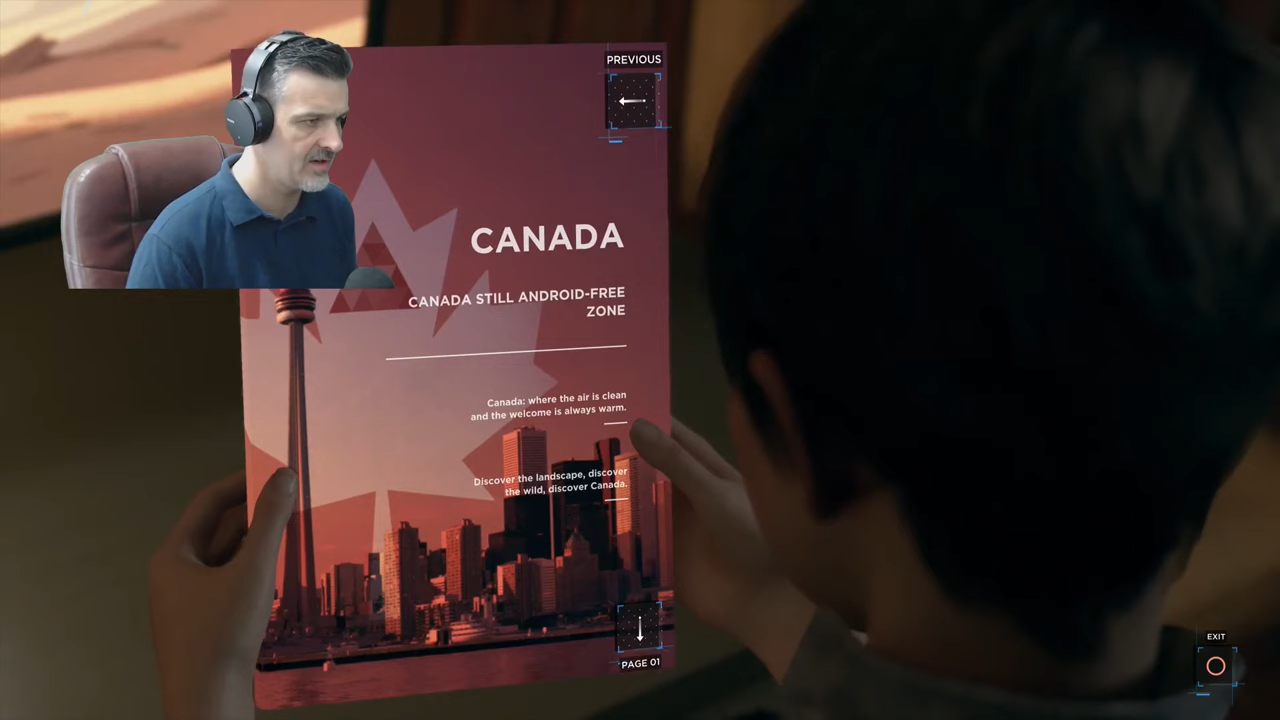 PREVIOUS
CANADA
CANADA STILL ANDROID-FREE
ZONE
Canada: where the air is clean
and the welcome is always warm.
Discover the landscape, discover
the wild, discover Canada.
PAGE 01
EXIT